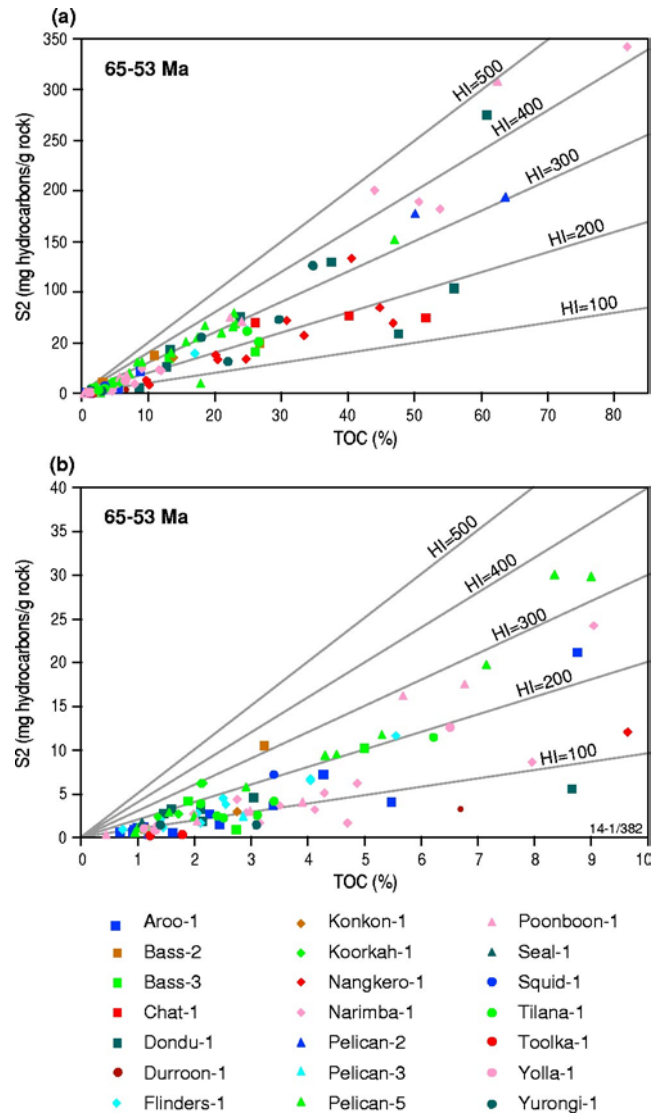 (a)
65-53 Ma
350
300
250
200
150
100
20
0
S2 (mg hydrocarbons/g rock)
HI=500
HI=400
HI=300
HI=200
HI=100
0
10
20
30
40
50
60
70
80
TOC (%)
(b)
65-53 Ma
40
35
30
25
20
15
10
5
0
S2 (mg hydrocarbons/g rock)
HI=500
HI=400
HI=300
HI=200
HI=100
14-1/382
0
1
2
3
4
5
6
7
8
9
10
TOC (%)
Aroo-1
Bass-2
Bass-3
Chat-1
Dondu-1
Durroon-1
Flinders-1
Konkon-1
Koorkah-1
Nangkero-1
Narimba-1
Pelican-2
Pelican-3
Pelican-5
Poonboon-1
Seal-1
Squid-1
Tilana-1
Toolka-1
Yolla-1
Yurongi-1